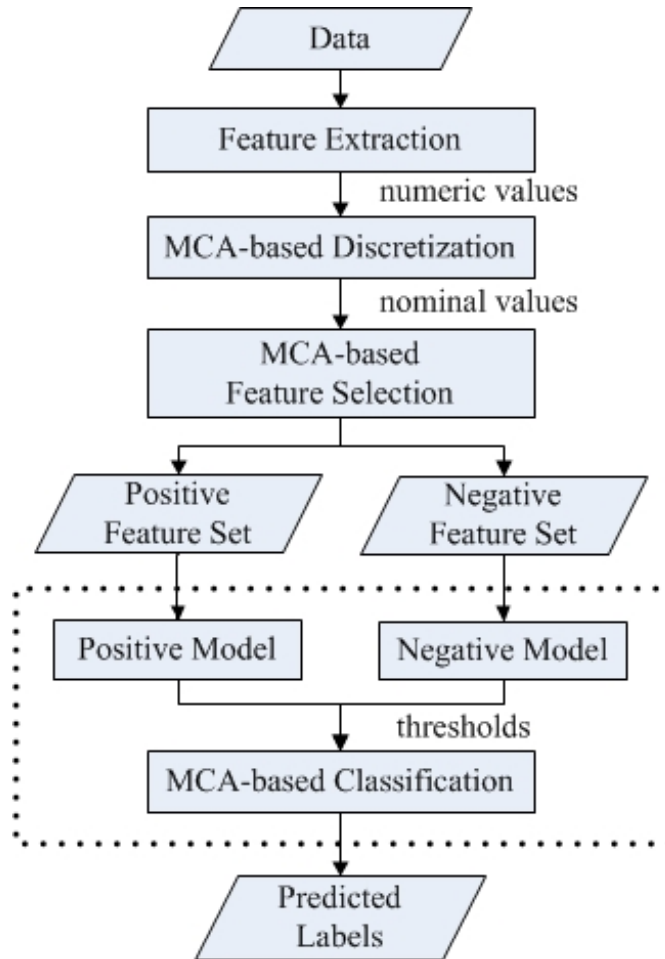 Data
Feature Extraction
numeric values
MCA-based Discretization
nominal values
MCA-based
Feature Selection
Positive
Feature Set
Negative
Feature Set
Positive Model
Negative Model
thresholds
MCA-based Classification
Predicted
Labels